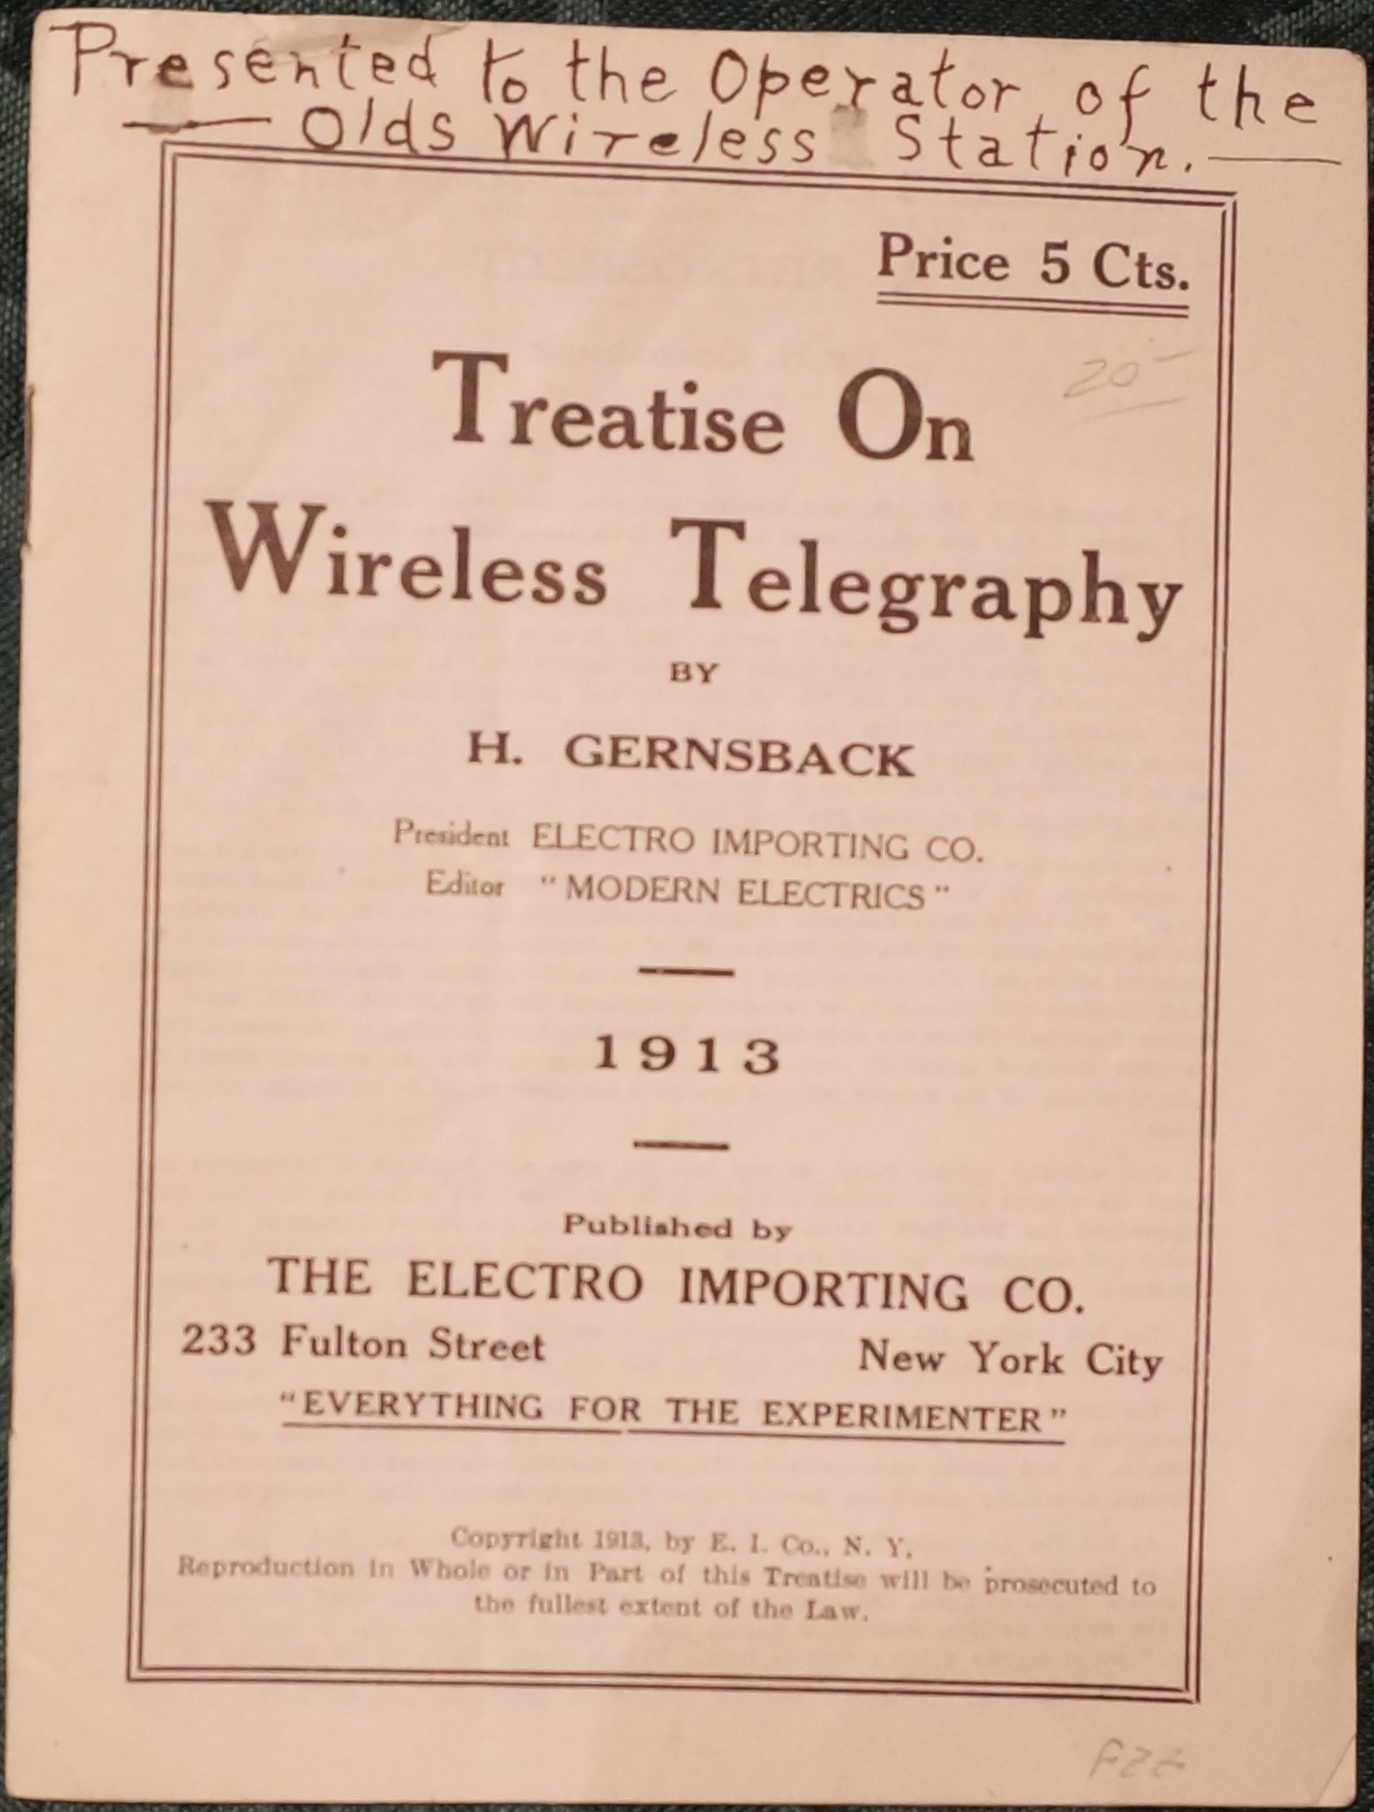 Presented to the Operator of the
— Olds Wireless Station. —
Price 5 Cts.
20-
Treatise On
Wireless Telegraphy
BY
H. GERNSBACK
President ELECTRO IMPORTING CO.
Editor "MODERN ELECTRICS"
1913
Published by
THE ELECTRO IMPORTING CO.
233 Fulton Street New York City
"EVERYTHING FOR THE EXPERIMENTER"
Copyright 1913, by E. I. Co., N. Y.
Reproduction in Whole or in Part of this Treatise will be prosecuted to
the fullest extent of the Law.